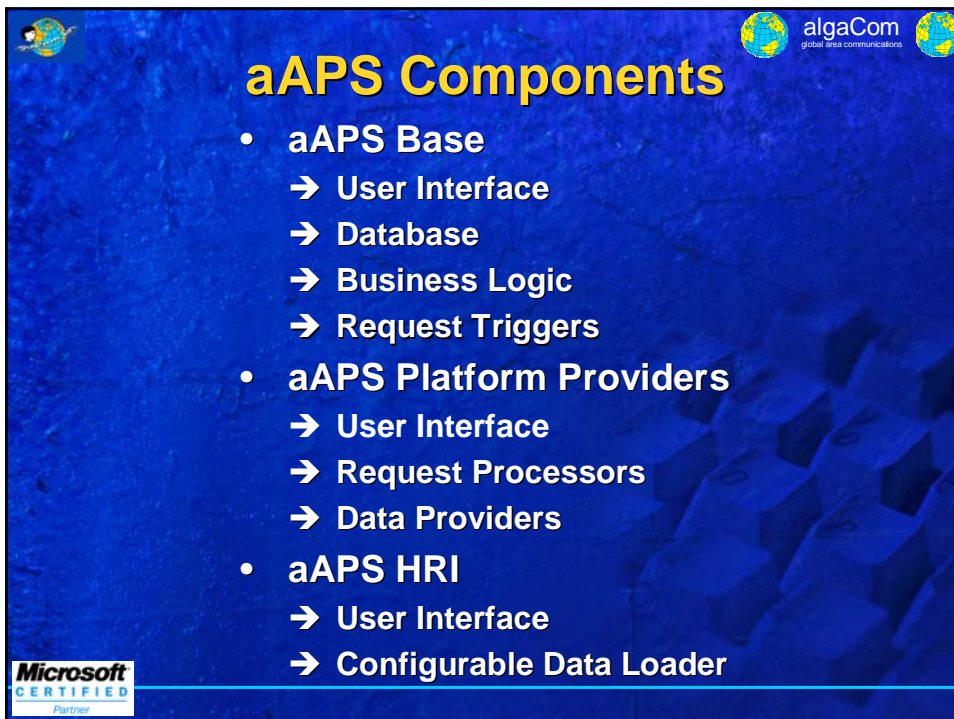 algaCom
global area communications
aAPS Components
• aAPS Base
➔ User Interface
➔ Database
➔ Business Logic
➔ Request Triggers
• aAPS Platform Providers
➔ User Interface
➔ Request Processors
➔ Data Providers
• aAPS HRI
➔ User Interface
➔ Configurable Data Loader
Microsoft
CERTIFIED
Partner